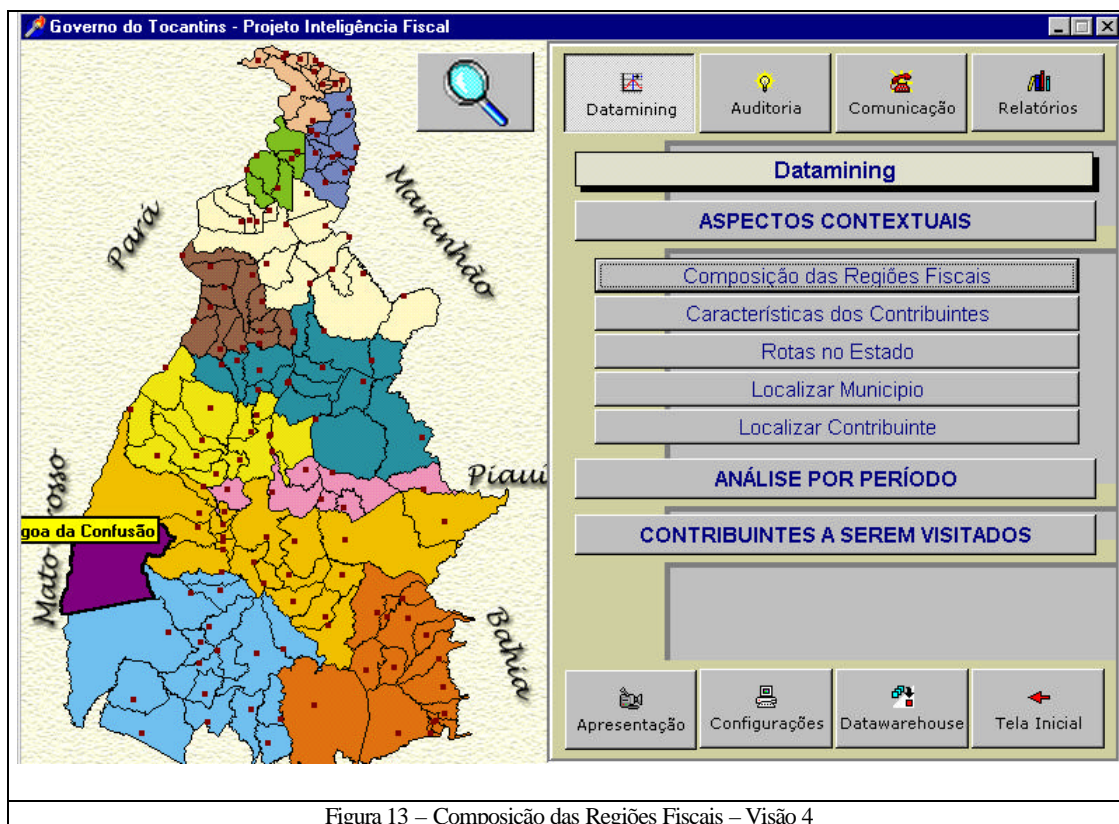 Governo do Tocantins - Projeto Inteligência Fiscal
Pará
Maranhão
Mato rosso
goa da Confusão
Piauí
Bahia
Datamining
Auditoria
Comunicação
Relatórios
Datamining
ASPECTOS CONTEXTUAIS
Composição das Regiões Fiscais
Características dos Contribuintes
Rotas no Estado
Localizar Municipio
Localizar Contribuinte
ANÁLISE POR PERÍODO
CONTRIBUINTES A SEREM VISITADOS
Apresentação
Configurações
Datawarehouse
Tela Inicial
Figura 13 – Composição das Regiões Fiscais – Visão 4